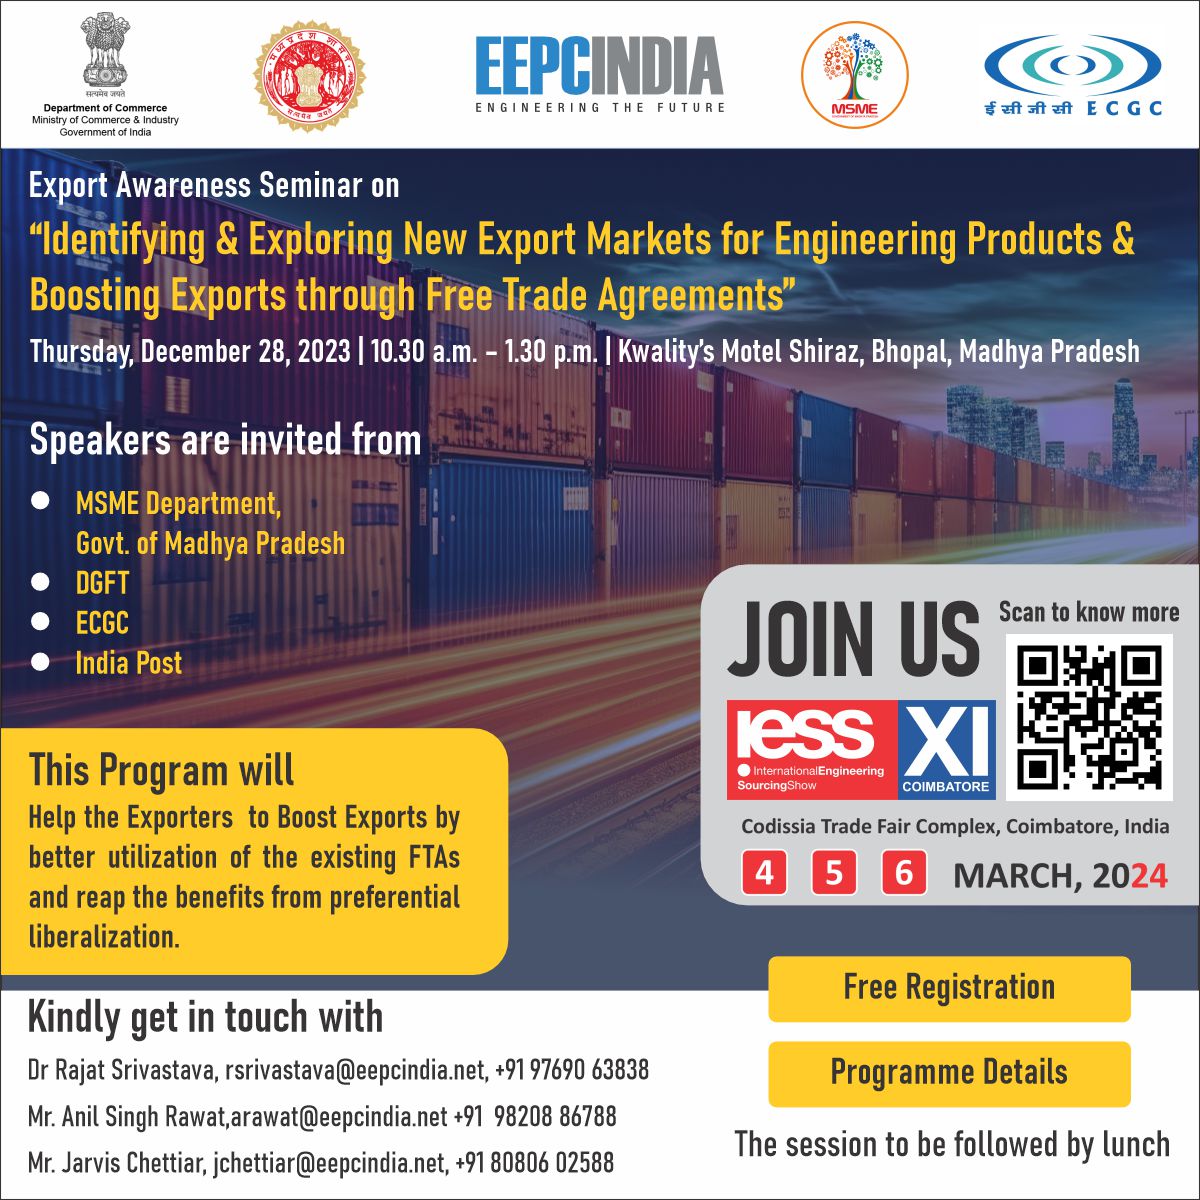 सत्यमेव जयते
Department of Commerce
Ministry of Commerce & Industry
Government of India
मध्यप्रदेश शासन
सत्यमेव जयते
EEPCINDIA
ENGINEERING THE FUTURE
MSME
ई सी जी सी ECGC
Export Awareness Seminar on
“Identifying & Exploring New Export Markets for Engineering Products &
Boosting Exports through Free Trade Agreements”
Thursday, December 28, 2023 | 10.30 a.m. – 1.30 p.m. | Kwality’s Motel Shiraz, Bhopal, Madhya Pradesh
Speakers are invited from
● MSME Department,
Govt. of Madhya Pradesh
● DGFT
● ECGC
● India Post
JOIN US
Scan to know more
iess
InternationalEngineering
SourcingShow
XI
COIMBATORE
Codissia Trade Fair Complex, Coimbatore, India
4 5 6 MARCH, 2024
This Program will
Help the Exporters to Boost Exports by
better utilization of the existing FTAs
and reap the benefits from preferential
liberalization.
Kindly get in touch with
Dr Rajat Srivastava, rsrivastava@eepcindia.net, +91 97690 63838
Mr. Anil Singh Rawat,arawat@eepcindia.net +91 98208 86788
Mr. Jarvis Chettiar, jchettiar@eepcindia.net, +91 80806 02588
Free Registration
Programme Details
The session to be followed by lunch